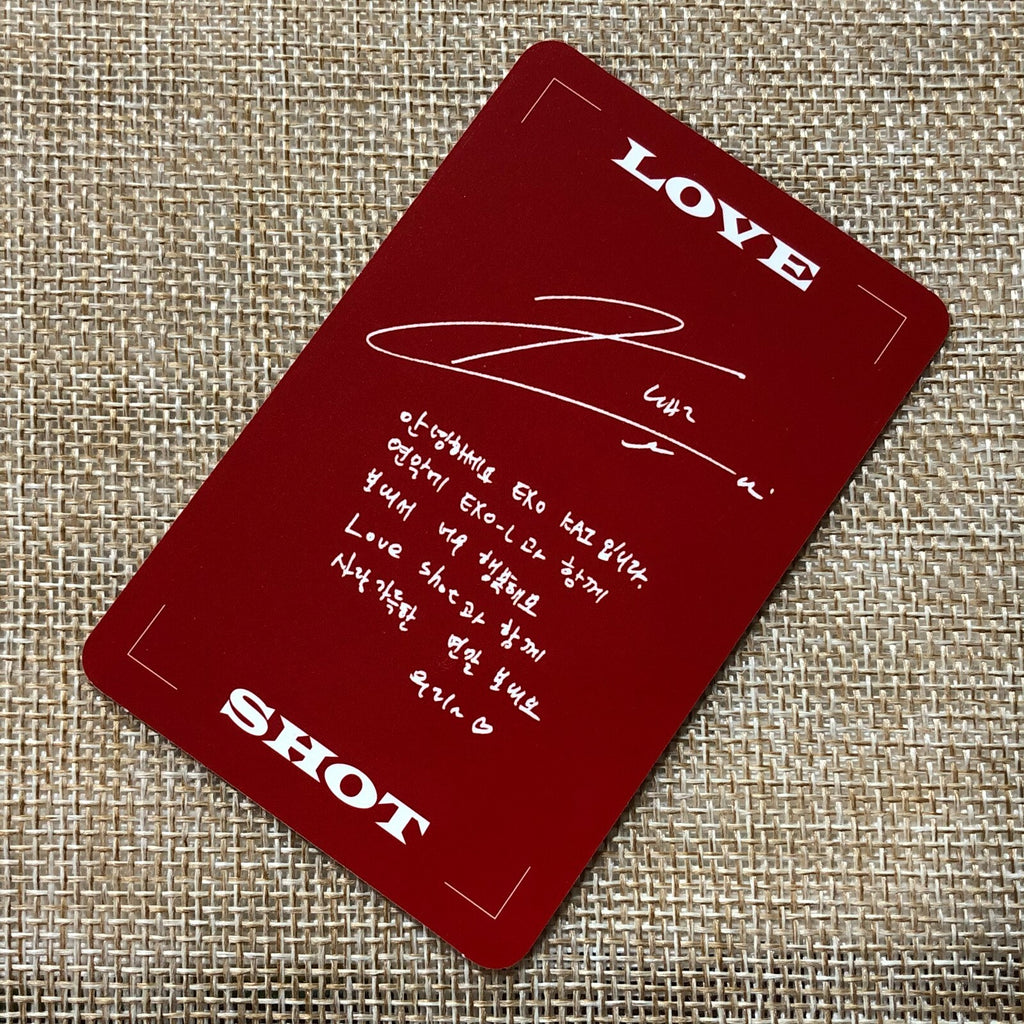 LOVE
안녕하세요 EXO KAI 입니다.
연말에 EXO-L과 함께
보내서 너무 행복해요
Love shot과 함께
사랑 가득한 연말 보내요
우리~ ♡
SHOT